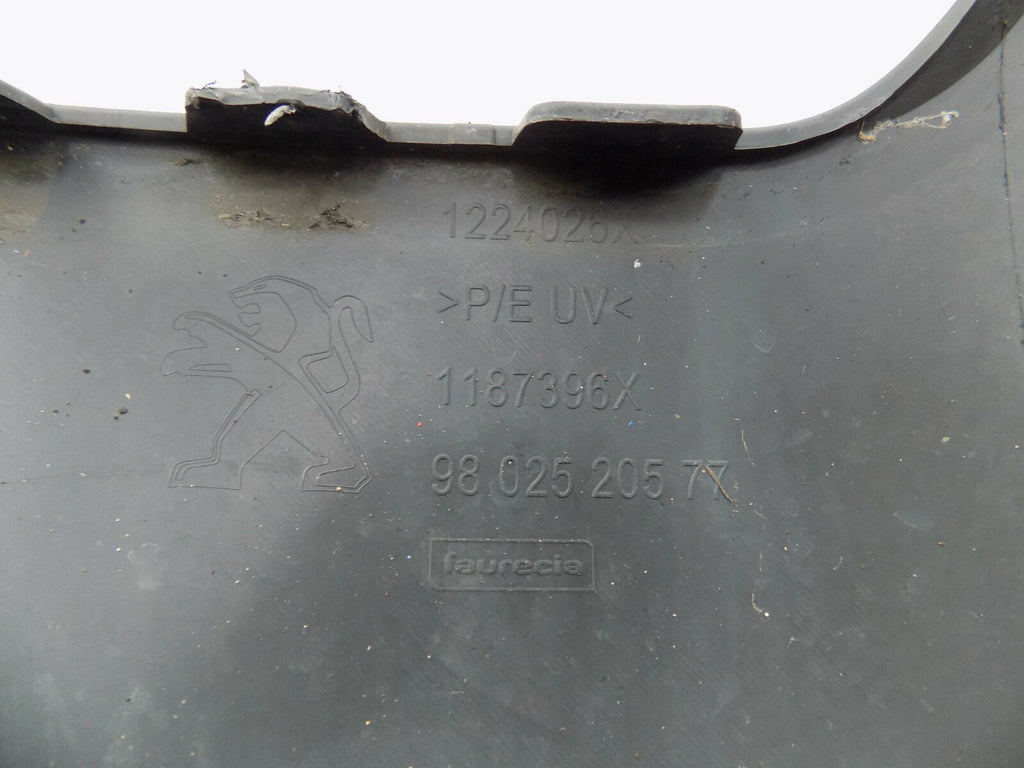 1224026X
>P/E UV<
1187396X
98 025 205 77
faurecia